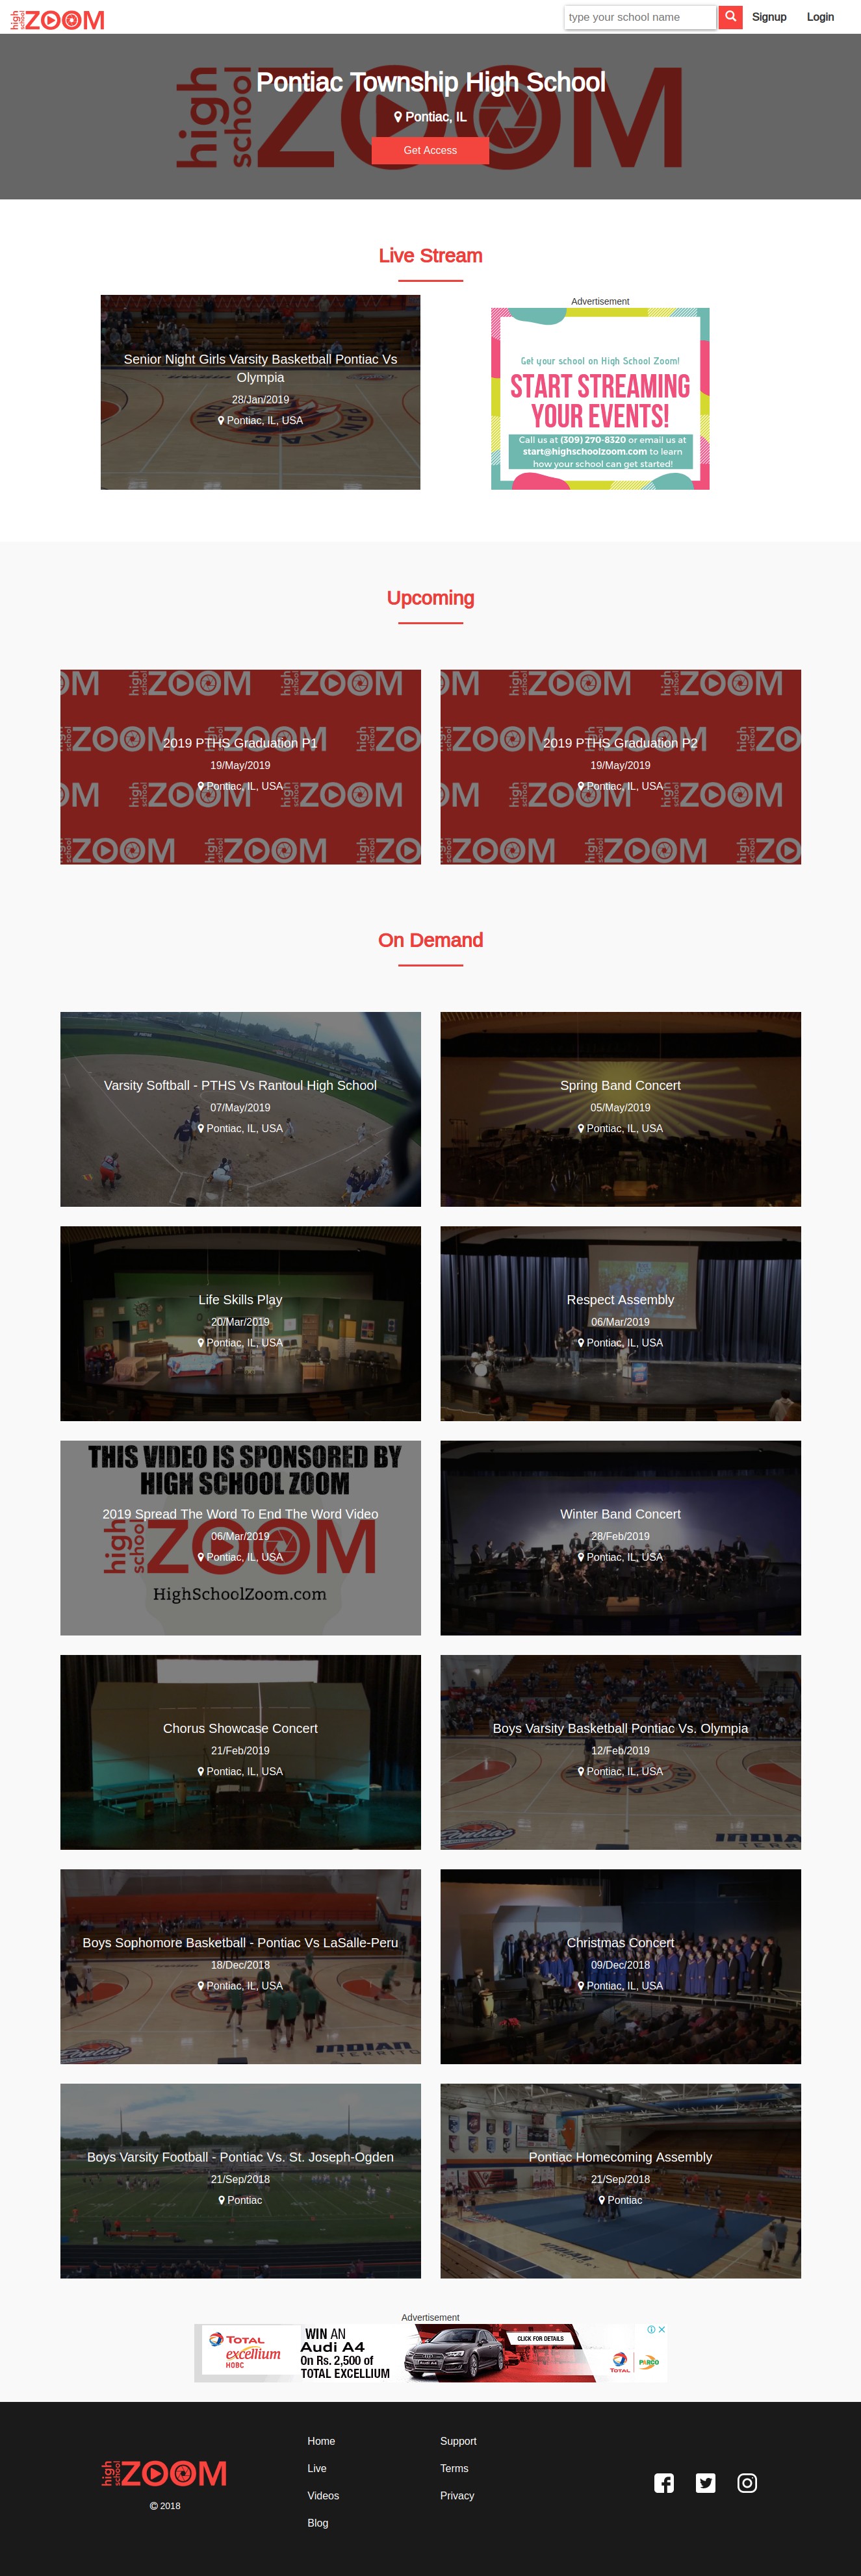 high school ZOOM
type your school name
Signup
Login
high school ZOOM
Pontiac Township High School
Pontiac, IL
Get Access
Live Stream
Senior Night Girls Varsity Basketball Pontiac Vs
Olympia
28/Jan/2019
Pontiac, IL, USA
PONTIAC
Advertisement
Get your school on High School Zoom!
START STREAMING
YOUR EVENTS!
Call us at (309) 270-8320 or email us at
start@highschoolzoom.com to learn
how your school can get started!
Upcoming
2019 PTHS Graduation P1
19/May/2019
Pontiac, IL, USA
2019 PTHS Graduation P2
19/May/2019
Pontiac, IL, USA
On Demand
Varsity Softball - PTHS Vs Rantoul High School
07/May/2019
Pontiac, IL, USA
Spring Band Concert
05/May/2019
Pontiac, IL, USA
Life Skills Play
20/Mar/2019
Pontiac, IL, USA
Respect Assembly
06/Mar/2019
Pontiac, IL, USA
THIS VIDEO IS SPONSORED BY
HIGH SCHOOL ZOOM
2019 Spread The Word To End The Word Video
06/Mar/2019
Pontiac, IL, USA
high school ZOOM
HighSchoolZoom.com
Winter Band Concert
28/Feb/2019
Pontiac, IL, USA
Chorus Showcase Concert
21/Feb/2019
Pontiac, IL, USA
Boys Varsity Basketball Pontiac Vs. Olympia
12/Feb/2019
Pontiac, IL, USA
Boys Sophomore Basketball - Pontiac Vs LaSalle-Peru
18/Dec/2018
Pontiac, IL, USA
INDIAN
Christmas Concert
09/Dec/2018
Pontiac, IL, USA
Boys Varsity Football - Pontiac Vs. St. Joseph-Ogden
21/Sep/2018
Pontiac
Pontiac Homecoming Assembly
21/Sep/2018
Pontiac
Advertisement
TOTAL
excellium
HOBC
WIN AN
Audi A4
On Rs. 2,500 of
TOTAL EXCELLIUM
CLICK FOR DETAILS
TOTAL
PARCO
high school ZOOM
© 2018
Home
Live
Videos
Blog
Support
Terms
Privacy